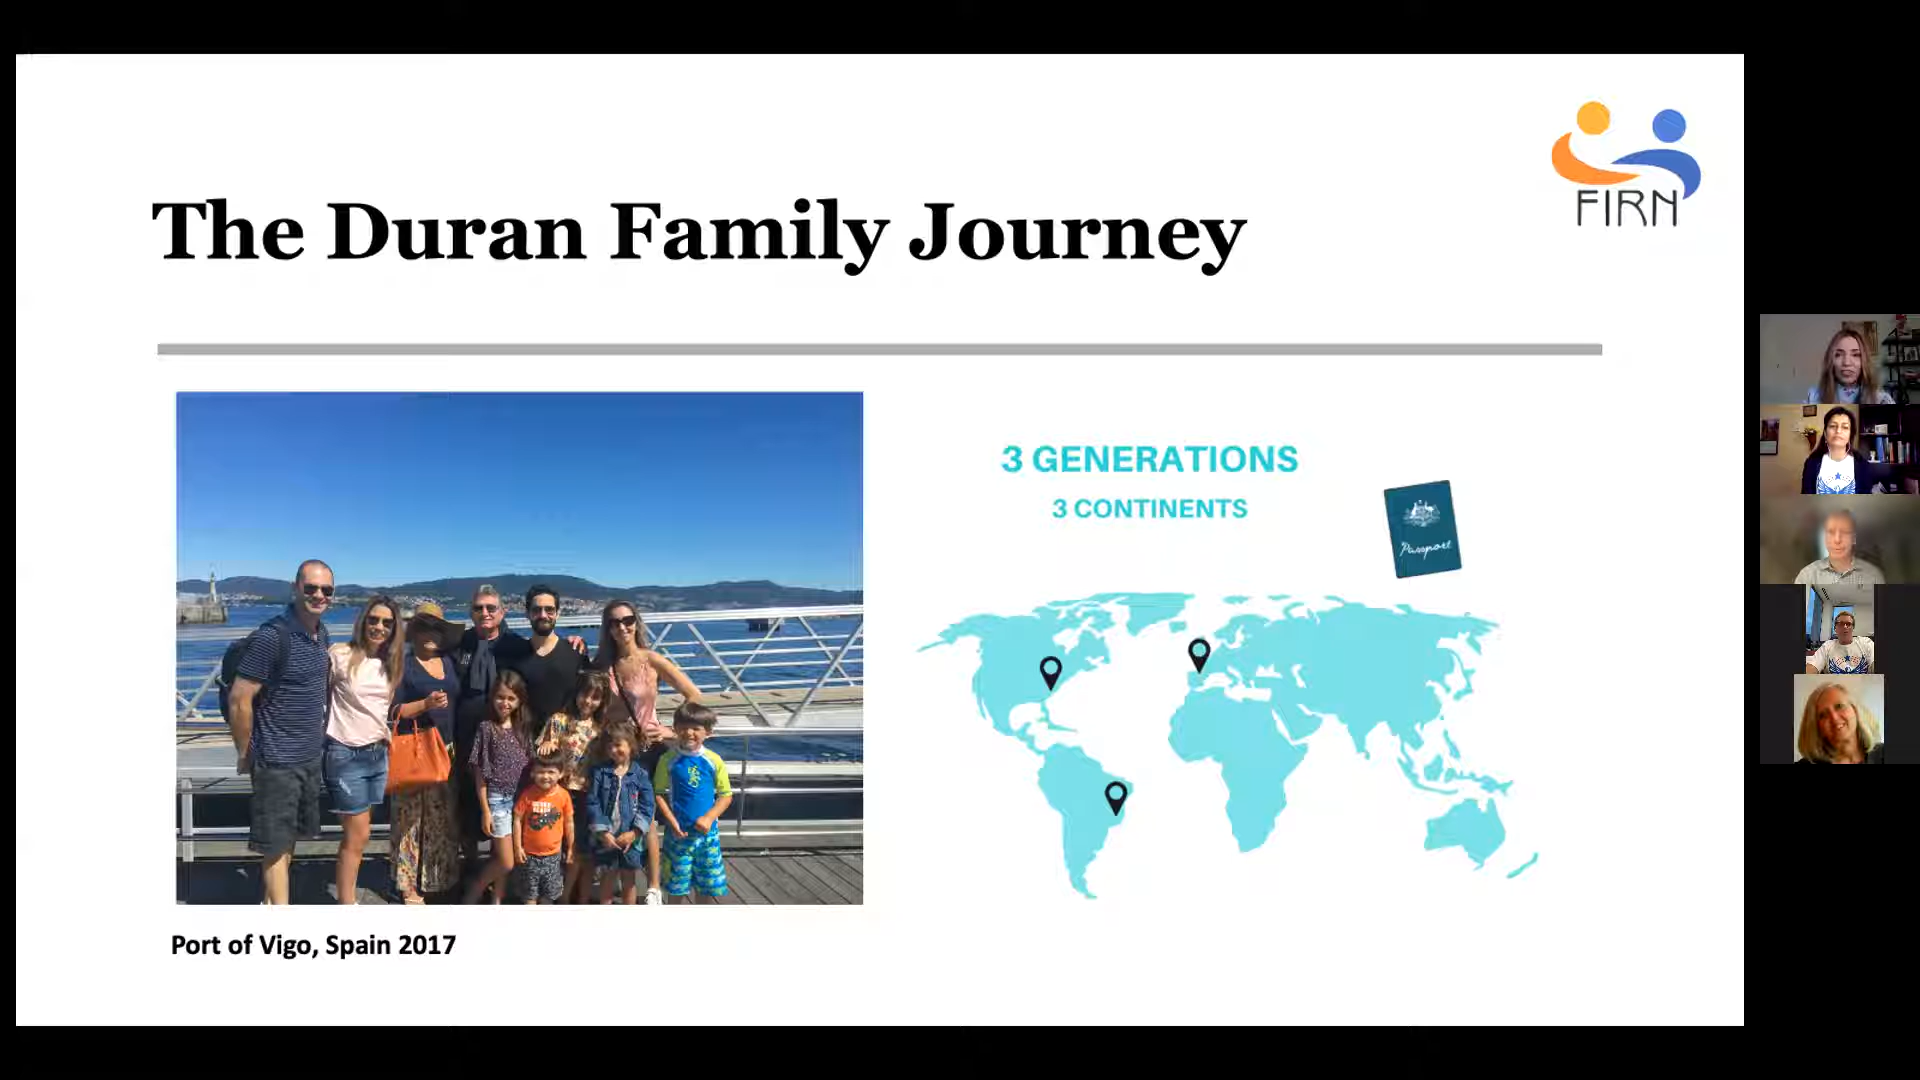 FIRN
The Duran Family Journey
3 GENERATIONS
3 CONTINENTS
Passport
Port of Vigo, Spain 2017